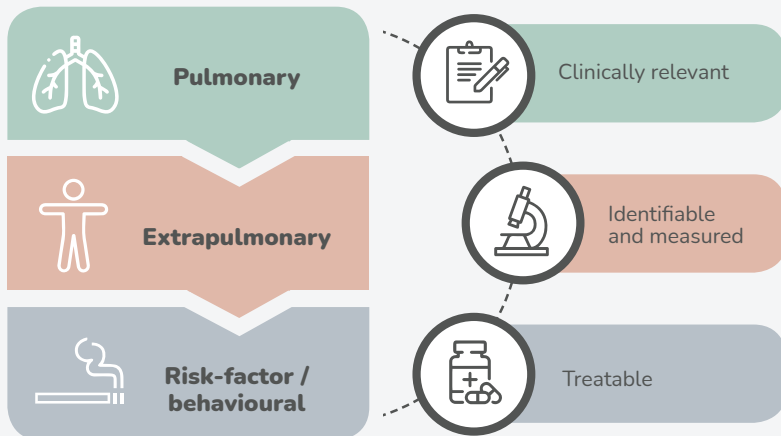 Pulmonary
Extrapulmonary
Risk-factor /
behavioural
Clinically relevant
Identifiable
and measured
Treatable